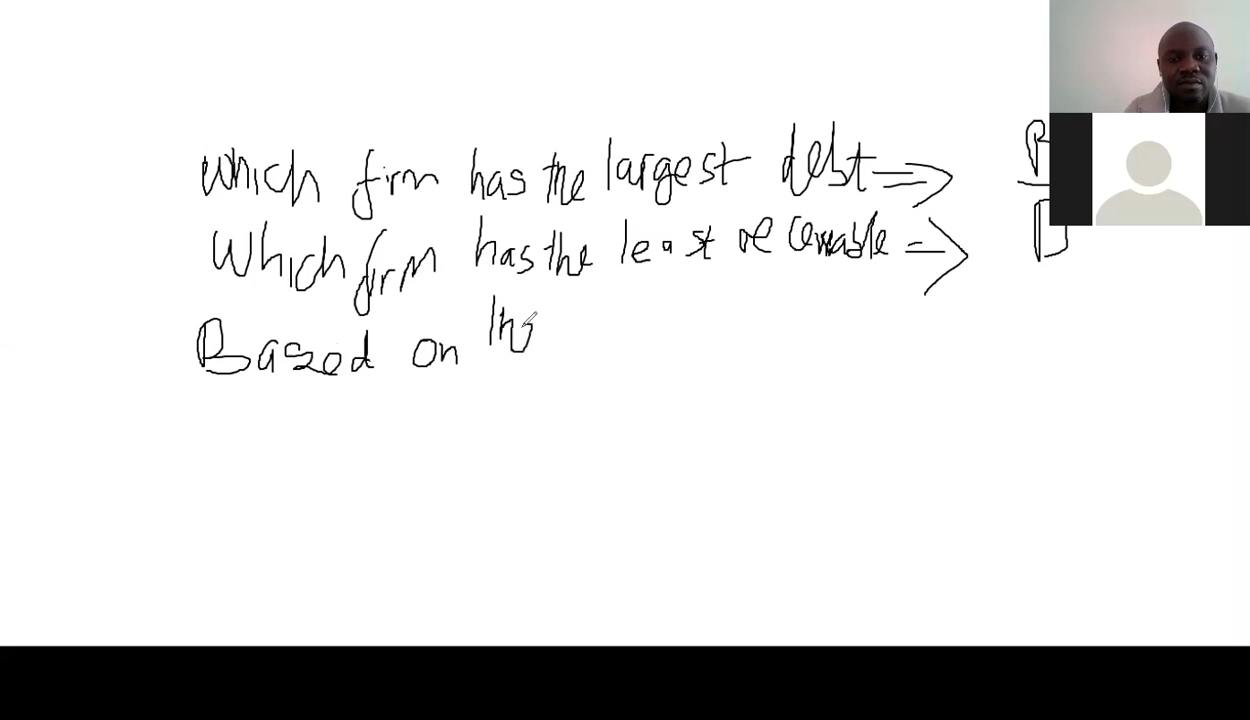 Which firm has the largest debt => B
Which firm has the least receivable => D
Based on